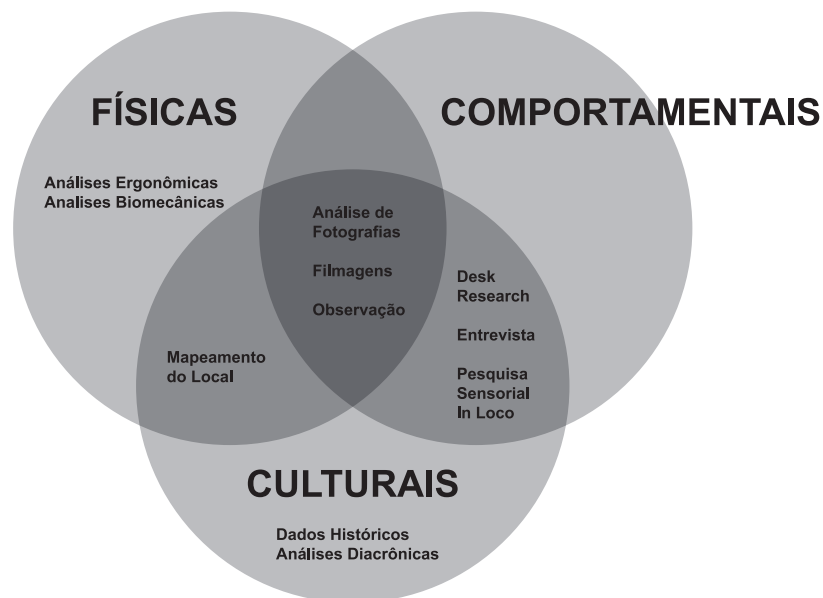 FÍSICAS
COMPORTAMENTAIS
Análises Ergonômicas
Analises Biomecânicas
Análise de
Fotografias
Filmagens
Observação
Desk
Research
Entrevista
Pesquisa
Sensorial
In Loco
Mapeamento
do Local
CULTURAIS
Dados Históricos
Análises Diacrônicas